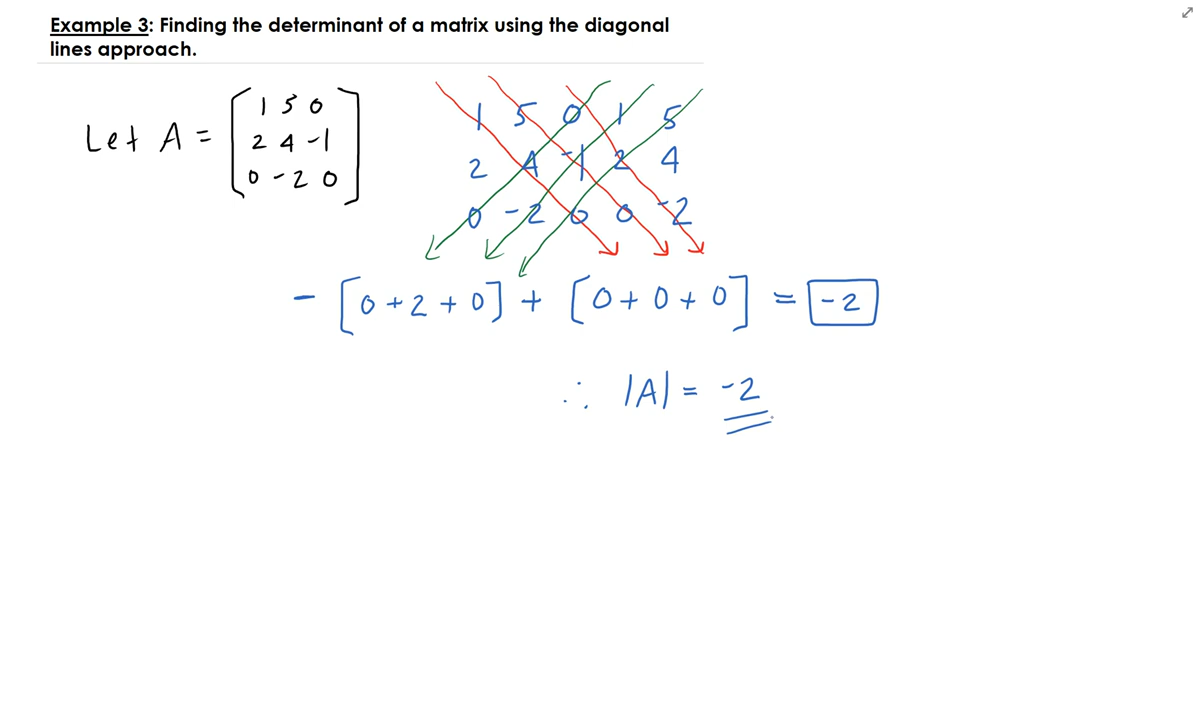 Example 3: Finding the determinant of a matrix using the diagonal
lines approach.
Let A = [ 1 5 0
2 4 -1
0 -2 0 ]
1 5 0 1 5
2 4 -1 2 4
0 -2 0 0 -2
- [0 + 2 + 0] + [0 + 0 + 0] = -2
∴ |A| = -2